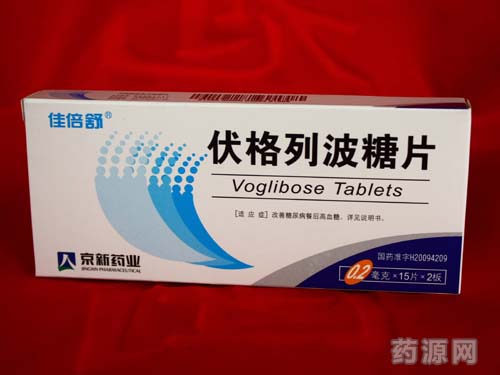 佳倍舒®
伏格列波糖片
Voglibose Tablets
[适应症]改善糖尿病餐后高血糖。详见说明书。
京新药业
JINGXIN PHARMACEUTICAL
国药准字H20094209
0.2毫克×15片×2板
药源网